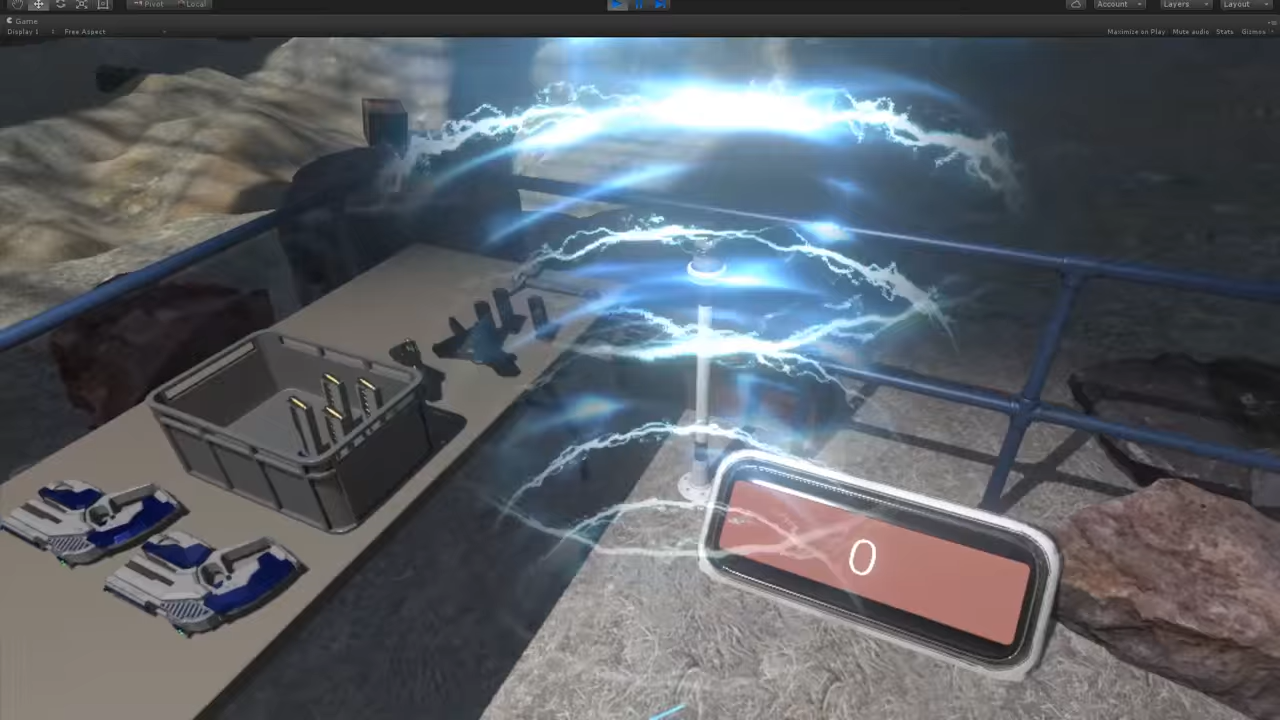 Pivot Local Account Layers Layout
Game
Display 1 Free Aspect Maximize on Play Mute audio Stats Gizmos
0